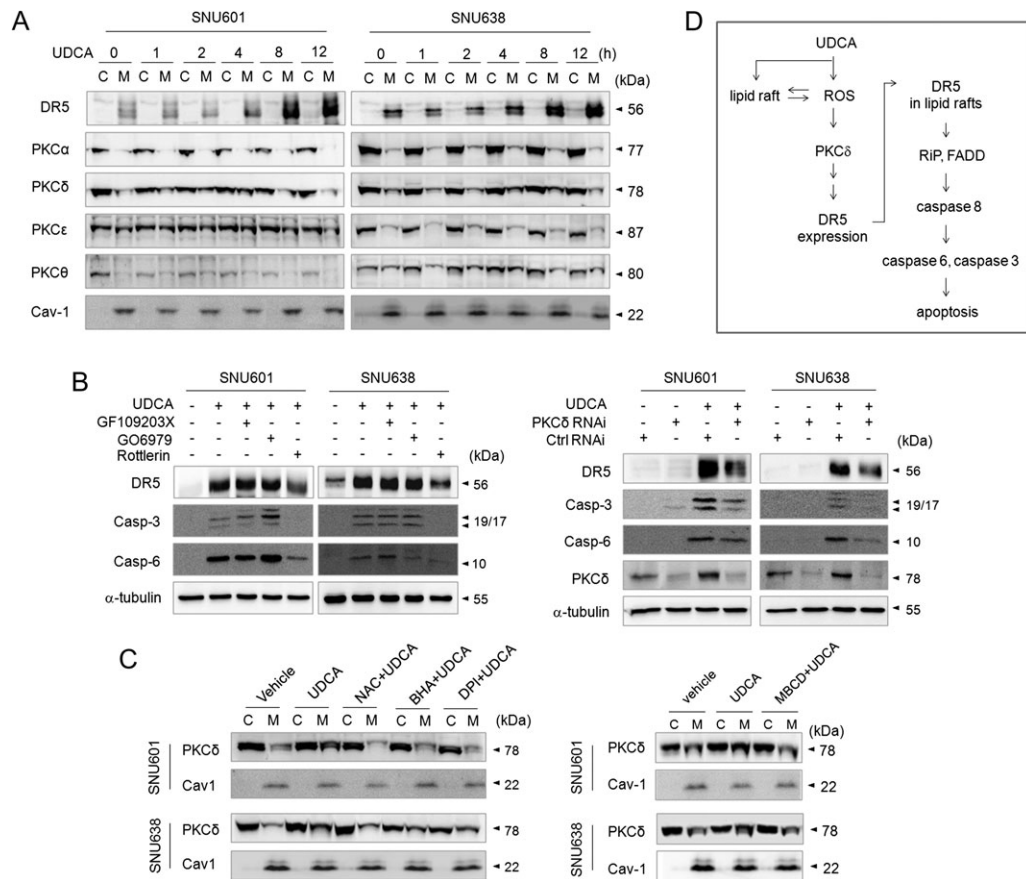 A
SNU601 SNU638
UDCA 0 1 2 4 8 12 0 1 2 4 8 12 (h)
C M C M C M C M C M C M C M C M C M C M C M C M (kDa)
DR5 56
PKCα 77
PKCδ 78
PKCε 87
PKCθ 80
Cav-1 22
D
UDCA
lipid raft ROS
PKCδ
DR5
expression
DR5
in lipid rafts
RiP, FADD
caspase 8
caspase 6, caspase 3
apoptosis
B
SNU601 SNU638
UDCA - + + + + - + + + +
GF109203X + +
GO6979 + +
Rottlerin + + (kDa)
DR5 56
Casp-3 19/17
Casp-6 10
α-tubulin 55
SNU601 SNU638
UDCA - - + + - - + +
PKCδ RNAi - + - + - + - +
Ctrl RNAi + - + - + - + - (kDa)
DR5 56
Casp-3 19/17
Casp-6 10
PKCδ 78
α-tubulin 55
C
Vehicle UDCA NAC+UDCA BHA+UDCA DPI+UDCA
C M C M C M C M C M (kDa)
SNU601
PKCδ 78
Cav1 22
SNU638
PKCδ 78
Cav1 22
vehicle UDCA MBCD+UDCA
C M C M C M (kDa)
SNU601
PKCδ 78
Cav-1 22
SNU638
PKCδ 78
Cav-1 22